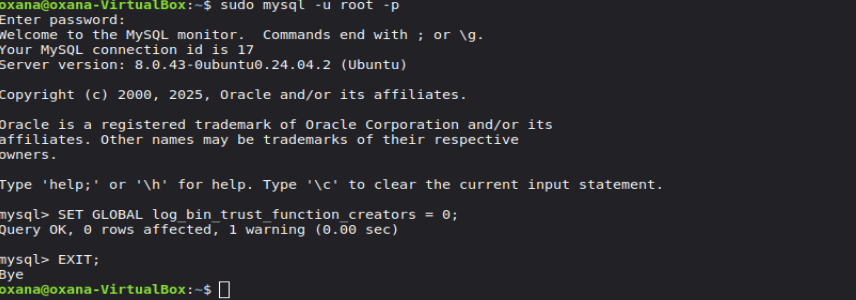 oxana@oxana-VirtualBox:~$ sudo mysql -u root -p
Enter password:
Welcome to the MySQL monitor.  Commands end with ; or \g.
Your MySQL connection id is 17
Server version: 8.0.43-0ubuntu0.24.04.2 (Ubuntu)
Copyright (c) 2000, 2025, Oracle and/or its affiliates.
Oracle is a registered trademark of Oracle Corporation and/or its
affiliates. Other names may be trademarks of their respective
owners.
Type 'help;' or '\h' for help. Type '\c' to clear the current input statement.
mysql> SET GLOBAL log_bin_trust_function_creators = 0;
Query OK, 0 rows affected, 1 warning (0.00 sec)
mysql> EXIT;
Bye
oxana@oxana-VirtualBox:~$